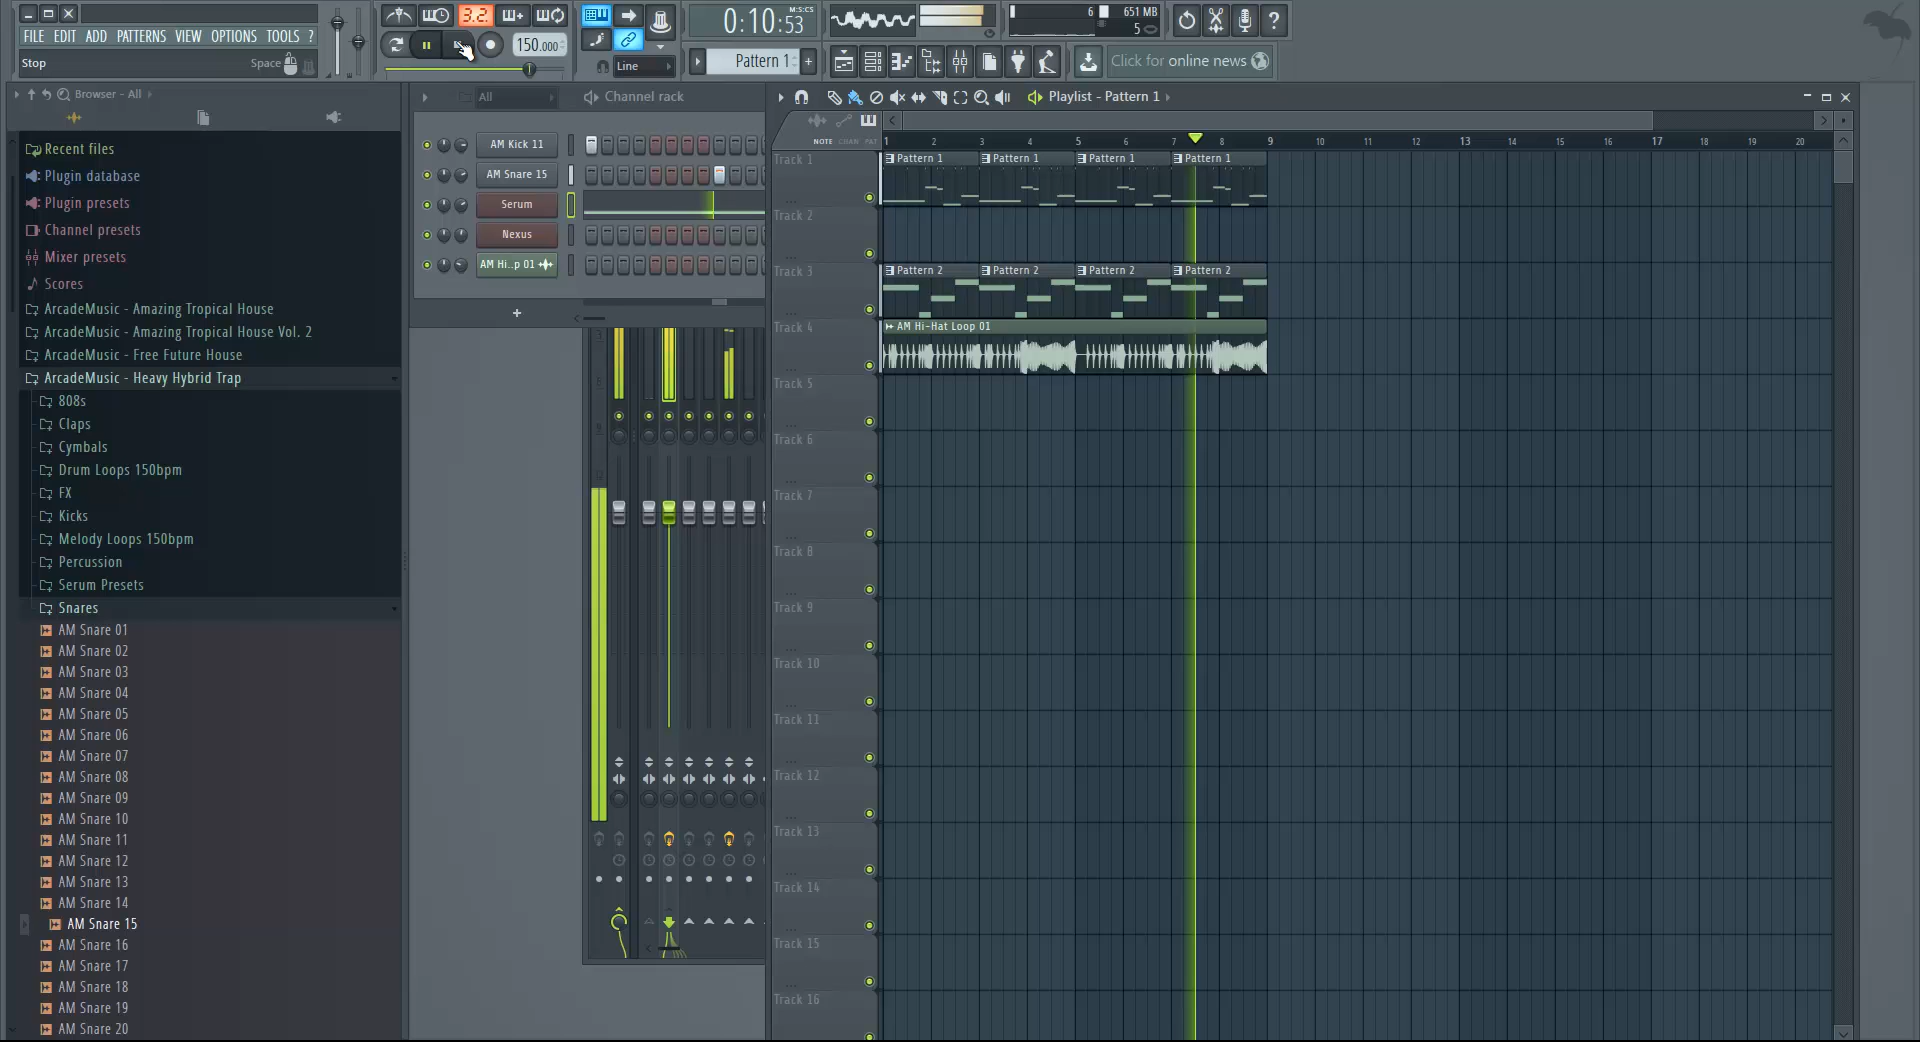 3.2.
0:10:53
M:S:CS
6
651 MB
5
FILE EDIT ADD PATTERNS VIEW OPTIONS TOOLS ?
150.000
Stop
Space
Line
Pattern 1
Click for online news
Browser - All
All
Channel rack
Playlist - Pattern 1
NOTE CHAN PAT
1 2 3 4 5 6 7 8 9 10 11 12 13 14 15 16 17 18 19 20
Recent files
Plugin database
Plugin presets
Channel presets
Mixer presets
Scores
ArcadeMusic - Amazing Tropical House
ArcadeMusic - Amazing Tropical House Vol. 2
ArcadeMusic - Free Future House
ArcadeMusic - Heavy Hybrid Trap
808s
Claps
Cymbals
Drum Loops 150bpm
FX
Kicks
Melody Loops 150bpm
Percussion
Serum Presets
Snares
AM Snare 01
AM Snare 02
AM Snare 03
AM Snare 04
AM Snare 05
AM Snare 06
AM Snare 07
AM Snare 08
AM Snare 09
AM Snare 10
AM Snare 11
AM Snare 12
AM Snare 13
AM Snare 14
AM Snare 15
AM Snare 16
AM Snare 17
AM Snare 18
AM Snare 19
AM Snare 20
AM Kick 11
AM Snare 15
Serum
Nexus
AM Hi..p 01
Track 1
Pattern 1 Pattern 1 Pattern 1 Pattern 1
Track 2
Track 3
Pattern 2 Pattern 2 Pattern 2 Pattern 2
Track 4
AM Hi-Hat Loop 01
Track 5
Track 6
Track 7
Track 8
Track 9
Track 10
Track 11
Track 12
Track 13
Track 14
Track 15
Track 16